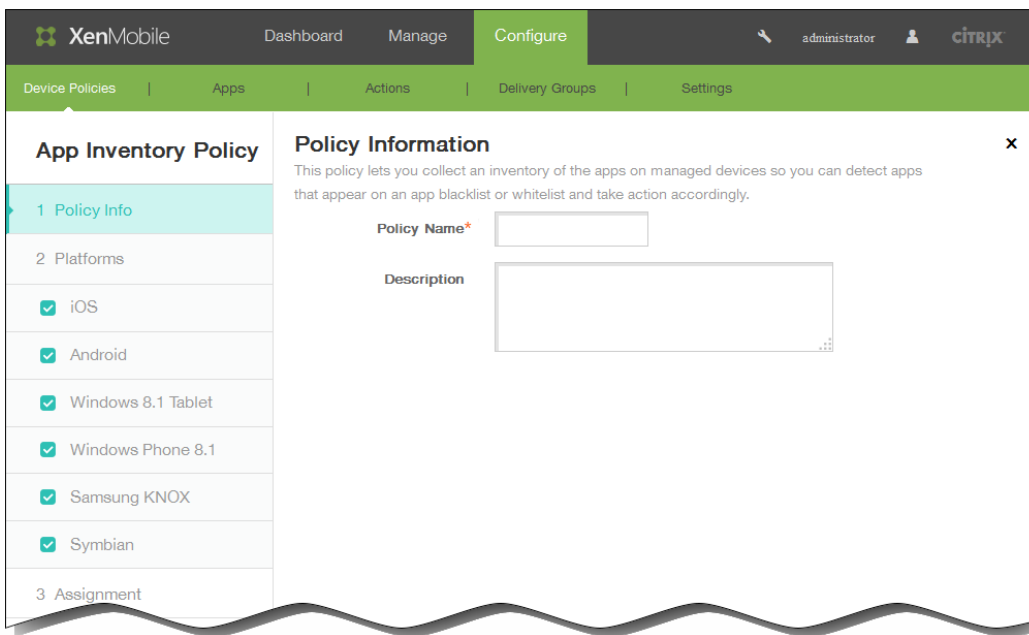 XenMobile Dashboard Manage Configure administrator CİTRIX
Device Policies | Apps | Actions | Delivery Groups | Settings
App Inventory Policy
1 Policy Info
2 Platforms
iOS
Android
Windows 8.1 Tablet
Windows Phone 8.1
Samsung KNOX
Symbian
3 Assignment
Policy Information x
This policy lets you collect an inventory of the apps on managed devices so you can detect apps
that appear on an app blacklist or whitelist and take action accordingly.
Policy Name*
Description